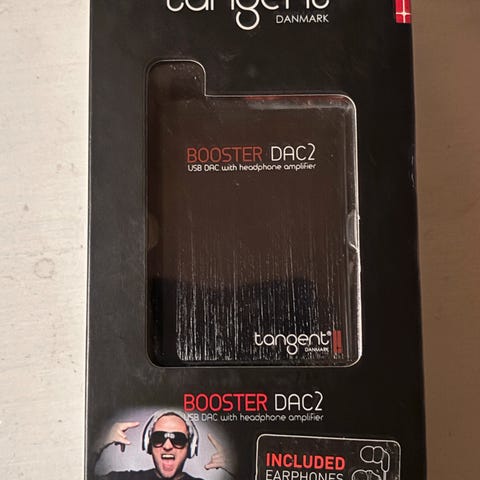 tangent
DANMARK
BOOSTER DAC2
USB DAC with headphone amplifier
tangent®
DANMARK
BOOSTER DAC2
USB DAC with headphone amplifier
INCLUDED
EARPHONES